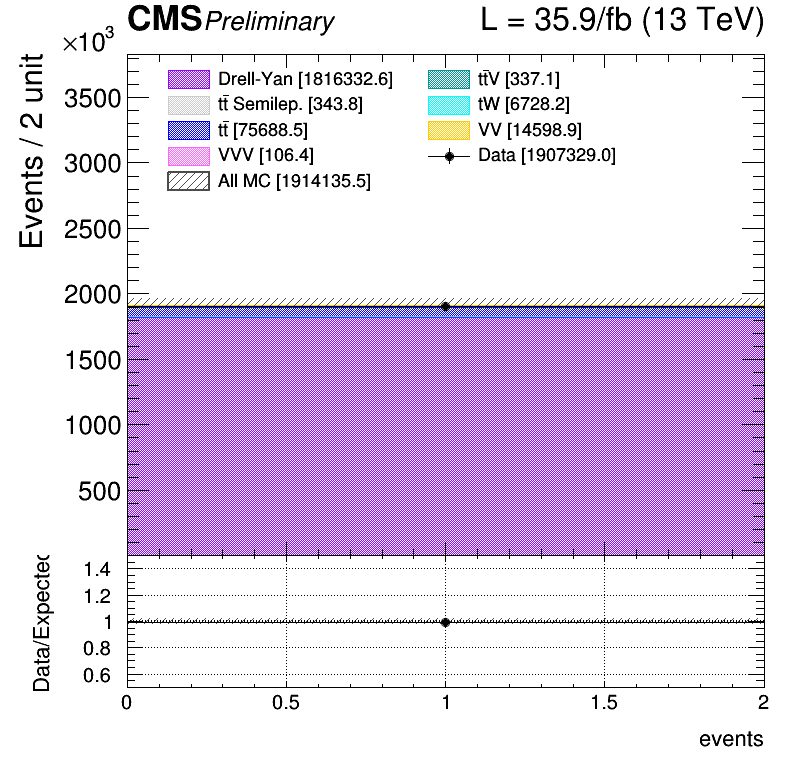 CMS Preliminary L = 35.9/fb (13 TeV)
×10³
Events / 2 unit
Drell-Yan [1816332.6]
tt̄ Semilep. [343.8]
tt̄ [75688.5]
VVV [106.4]
All MC [1914135.5]
tt̄V [337.1]
tW [6728.2]
VV [14598.9]
Data [1907329.0]
3500
3000
2500
2000
1500
1000
500
Data/Expected
1.4
1.2
1
0.8
0.6
0 0.5 1 1.5 2
events